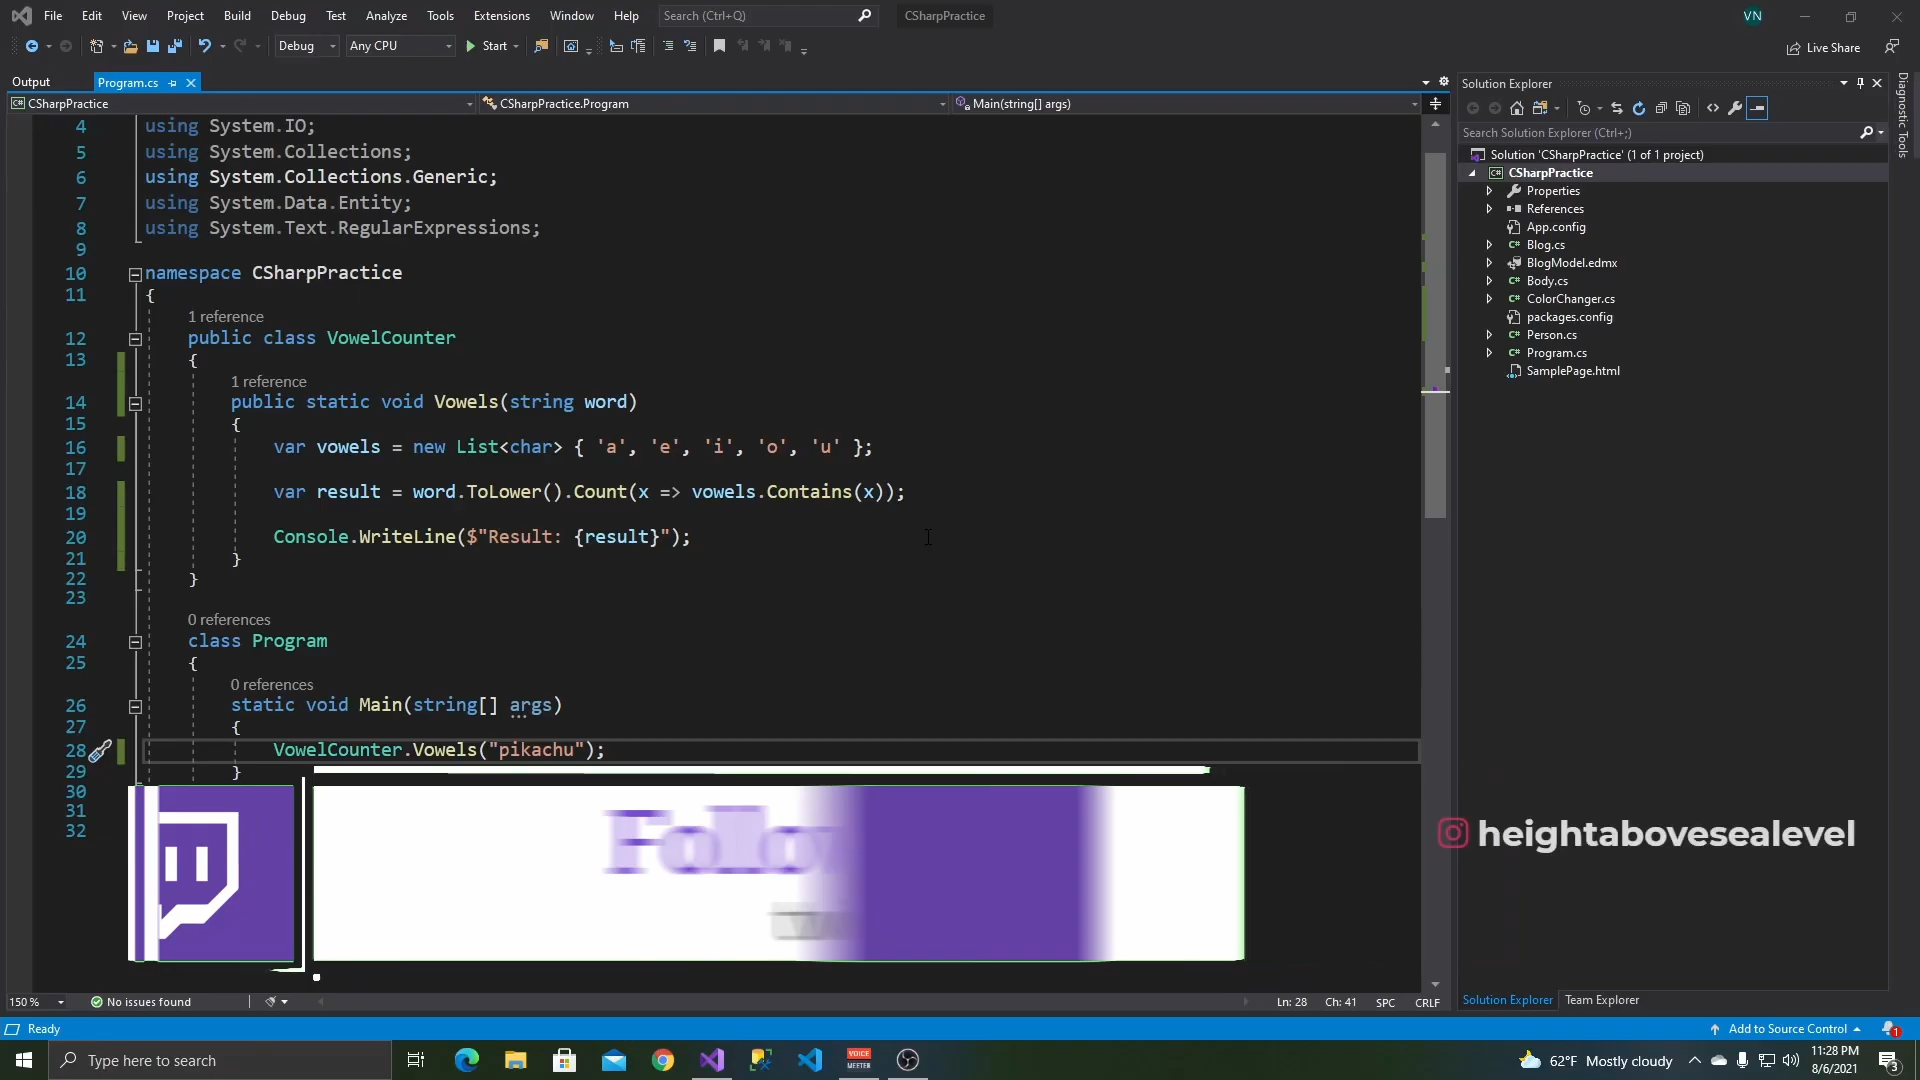 File Edit View Project Build Debug Test Analyze Tools Extensions Window Help Search (Ctrl+Q) CSharpPractice VN
Debug Any CPU Start Live Share
Output Program.cs Solution Explorer
CSharpPractice CSharpPractice.Program Main(string[] args)
Search Solution Explorer (Ctrl+;)
Diagnostic Tools
4 using System.IO;
5 using System.Collections;
6 using System.Collections.Generic;
7 using System.Data.Entity;
8 using System.Text.RegularExpressions;
9
10 namespace CSharpPractice
11 {
1 reference
12 public class VowelCounter
13 {
1 reference
14 public static void Vowels(string word)
15 {
16 var vowels = new List<char> { 'a', 'e', 'i', 'o', 'u' };
17
18 var result = word.ToLower().Count(x => vowels.Contains(x));
19
20 Console.WriteLine($"Result: {result}");
21 }
22 }
23
0 references
24 class Program
25 {
0 references
26 static void Main(string[] args)
27 {
28 VowelCounter.Vowels("pikachu");
29 }
30
31
32
Solution 'CSharpPractice' (1 of 1 project)
CSharpPractice
Properties
References
App.config
Blog.cs
BlogModel.edmx
Body.cs
ColorChanger.cs
packages.config
Person.cs
Program.cs
SamplePage.html
heightabovesealevel
150 % No issues found Ln: 28 Ch: 41 SPC CRLF
Solution Explorer Team Explorer
Ready Add to Source Control 1
Type here to search VOICE MEETER 62°F Mostly cloudy 11:28 PM
8/6/2021 3